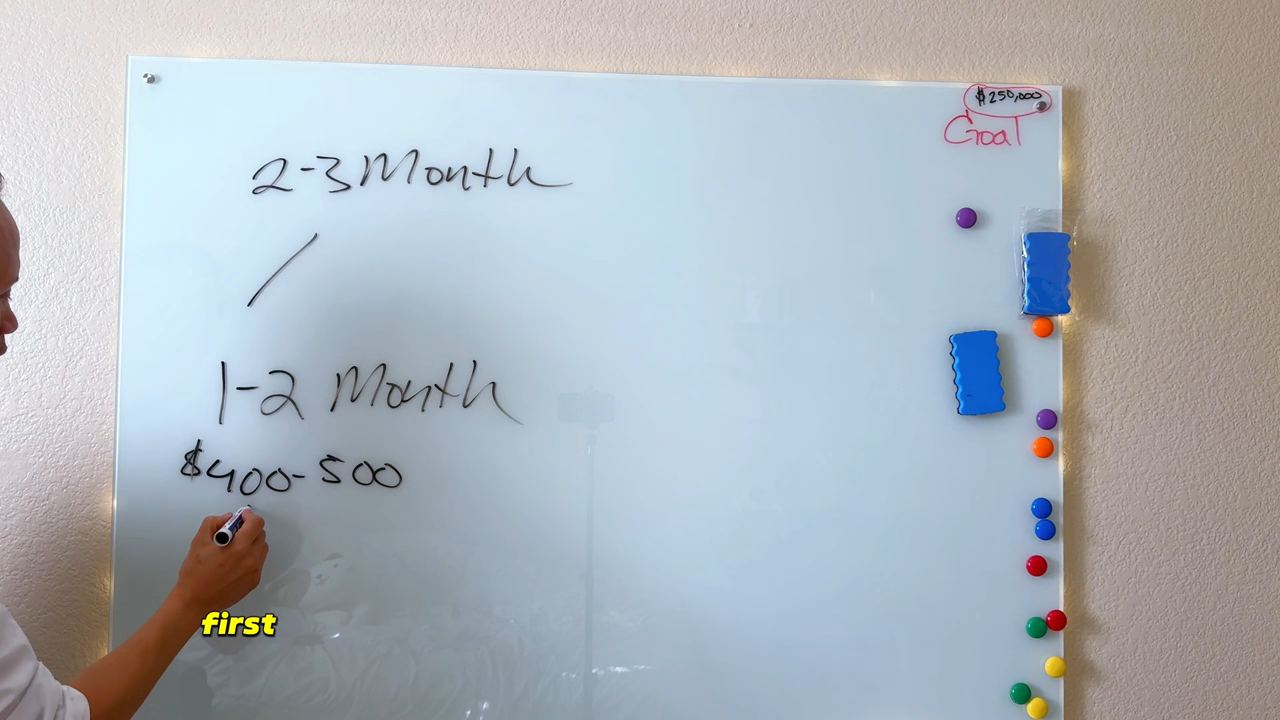 $250,000
Goal
2-3 Month
/
1-2 Month
$400-500
first